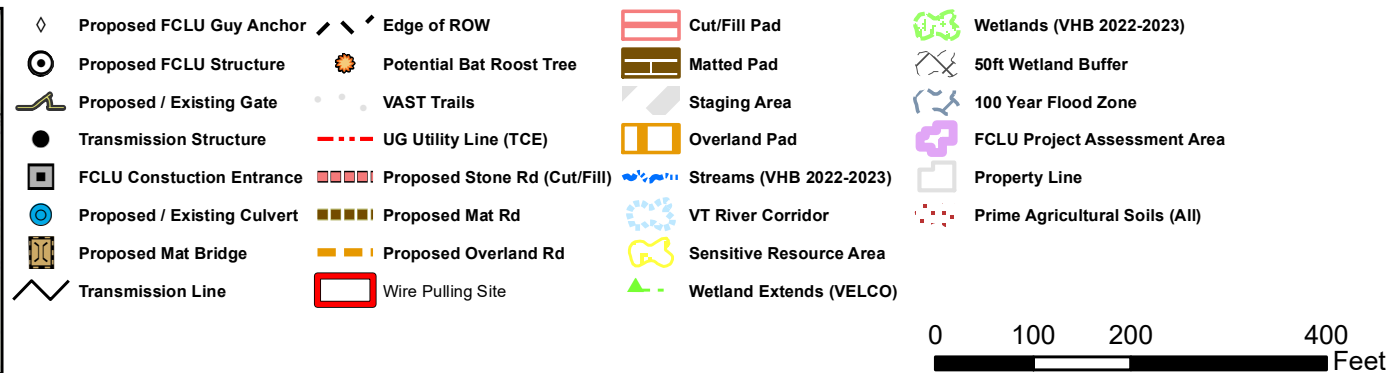 Proposed FCLU Guy Anchor
Proposed FCLU Structure
Proposed / Existing Gate
Transmission Structure
FCLU Constuction Entrance
Proposed / Existing Culvert
Proposed Mat Bridge
Transmission Line
Edge of ROW
Potential Bat Roost Tree
VAST Trails
UG Utility Line (TCE)
Proposed Stone Rd (Cut/Fill)
Proposed Mat Rd
Proposed Overland Rd
Wire Pulling Site
Cut/Fill Pad
Matted Pad
Staging Area
Overland Pad
Streams (VHB 2022-2023)
VT River Corridor
Sensitive Resource Area
Wetland Extends (VELCO)
Wetlands (VHB 2022-2023)
50ft Wetland Buffer
100 Year Flood Zone
FCLU Project Assessment Area
Property Line
Prime Agricultural Soils (All)
0 100 200 400
Feet